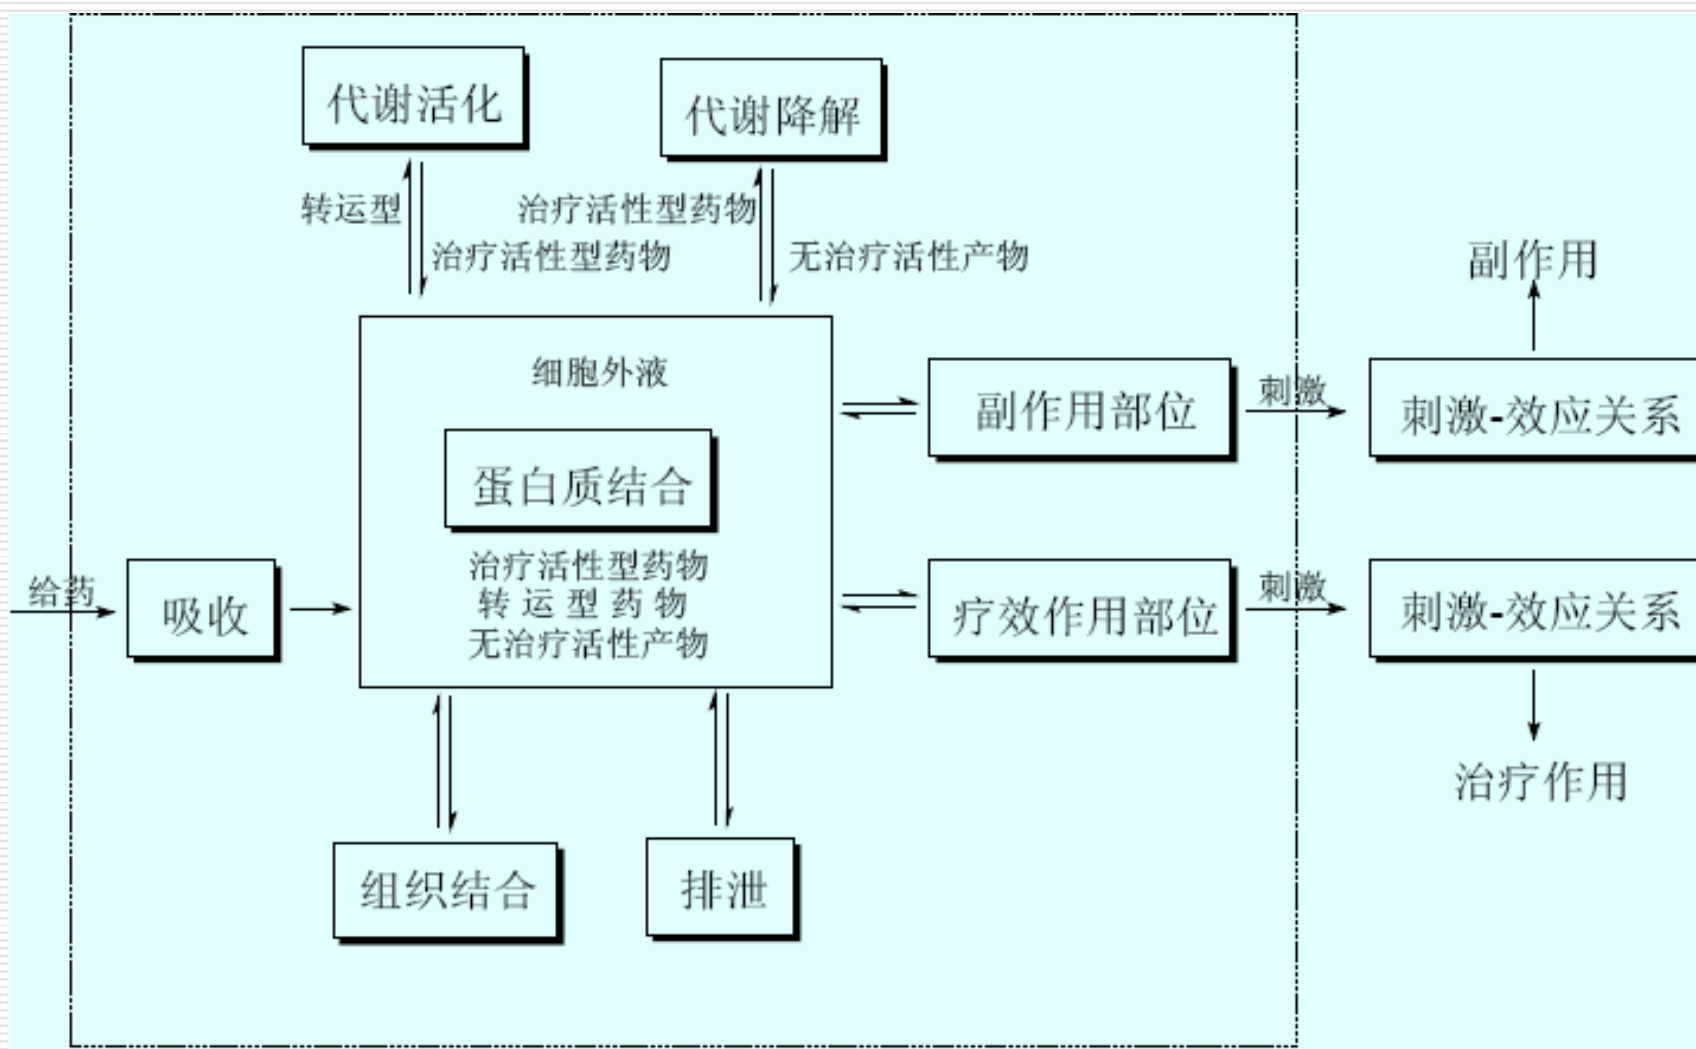 代谢活化
代谢降解
转运型
治疗活性型药物
治疗活性型药物
无治疗活性产物
副作用
细胞外液
副作用部位
刺激
刺激-效应关系
蛋白质结合
治疗活性型药物
转运型药物
无治疗活性产物
给药
吸收
疗效作用部位
刺激
刺激-效应关系
治疗作用
组织结合
排泄